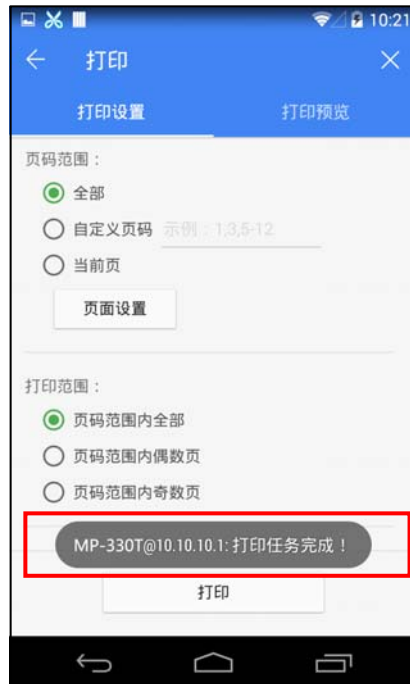 10:21
打印
打印设置 打印预览
页码范围：
全部
自定义页码 示例：1,3,5-12
当前页
页面设置
打印范围：
页码范围内全部
页码范围内偶数页
页码范围内奇数页
MP-330T@10.10.10.1:打印任务完成！
打印